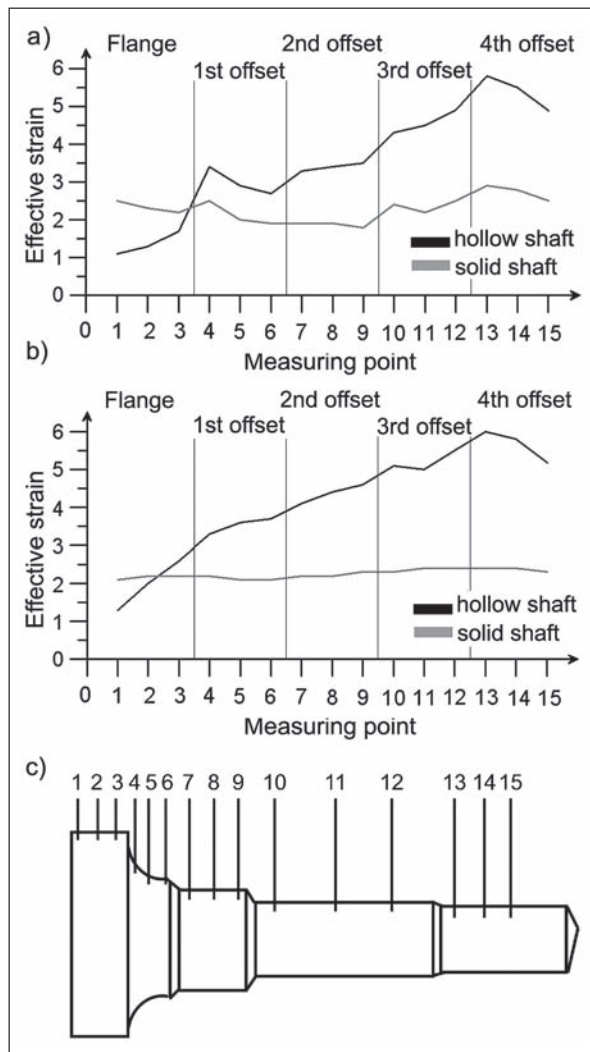 a)
Flange 2nd offset 4th offset
1st offset 3rd offset
6
5
4
3
2
1
0
Effective strain
hollow shaft
solid shaft
0 1 2 3 4 5 6 7 8 9 10 11 12 13 14 15
Measuring point
b)
Flange 2nd offset 4th offset
1st offset 3rd offset
6
5
4
3
2
1
0
Effective strain
hollow shaft
solid shaft
0 1 2 3 4 5 6 7 8 9 10 11 12 13 14 15
Measuring point
c)
1 2 3 4 5 6 7 8 9 10 11 12 13 14 15